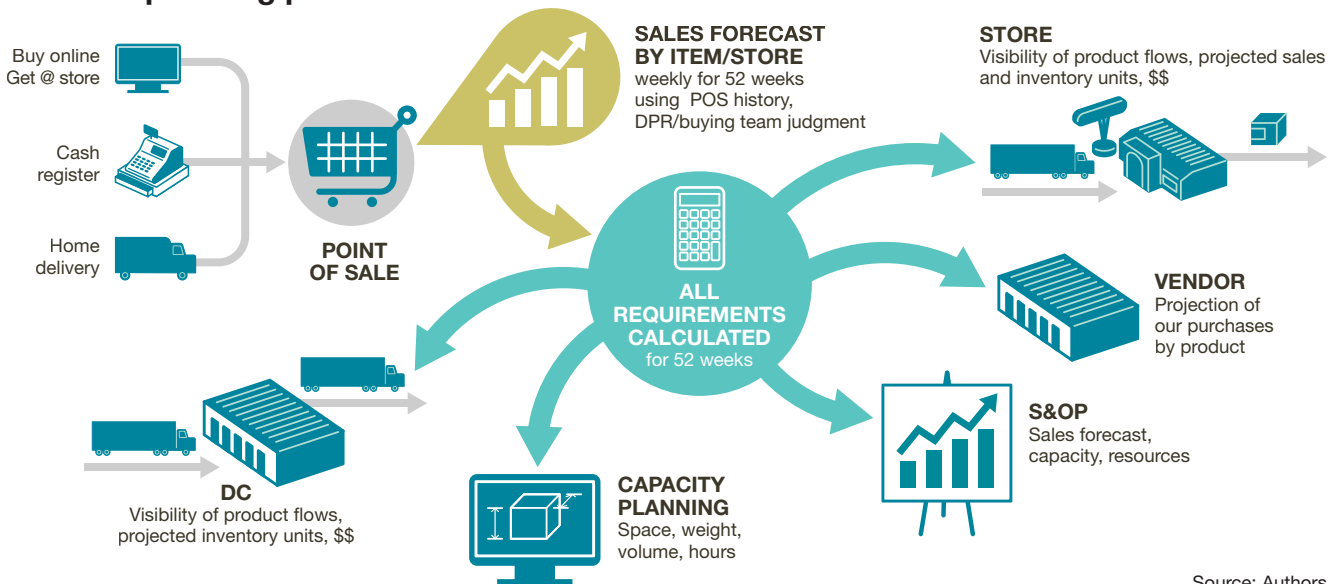 Buy online
Get @ store
Cash
register
Home
delivery
POINT
OF SALE
SALES FORECAST
BY ITEM/STORE
weekly for 52 weeks
using POS history,
DPR/buying team judgment
STORE
Visibility of product flows, projected sales
and inventory units, $$
ALL
REQUIREMENTS
CALCULATED
for 52 weeks
VENDOR
Projection of
our purchases
by product
S&OP
Sales forecast,
capacity, resources
CAPACITY
PLANNING
Space, weight,
volume, hours
DC
Visibility of product flows,
projected inventory units, $$
Source: Authors